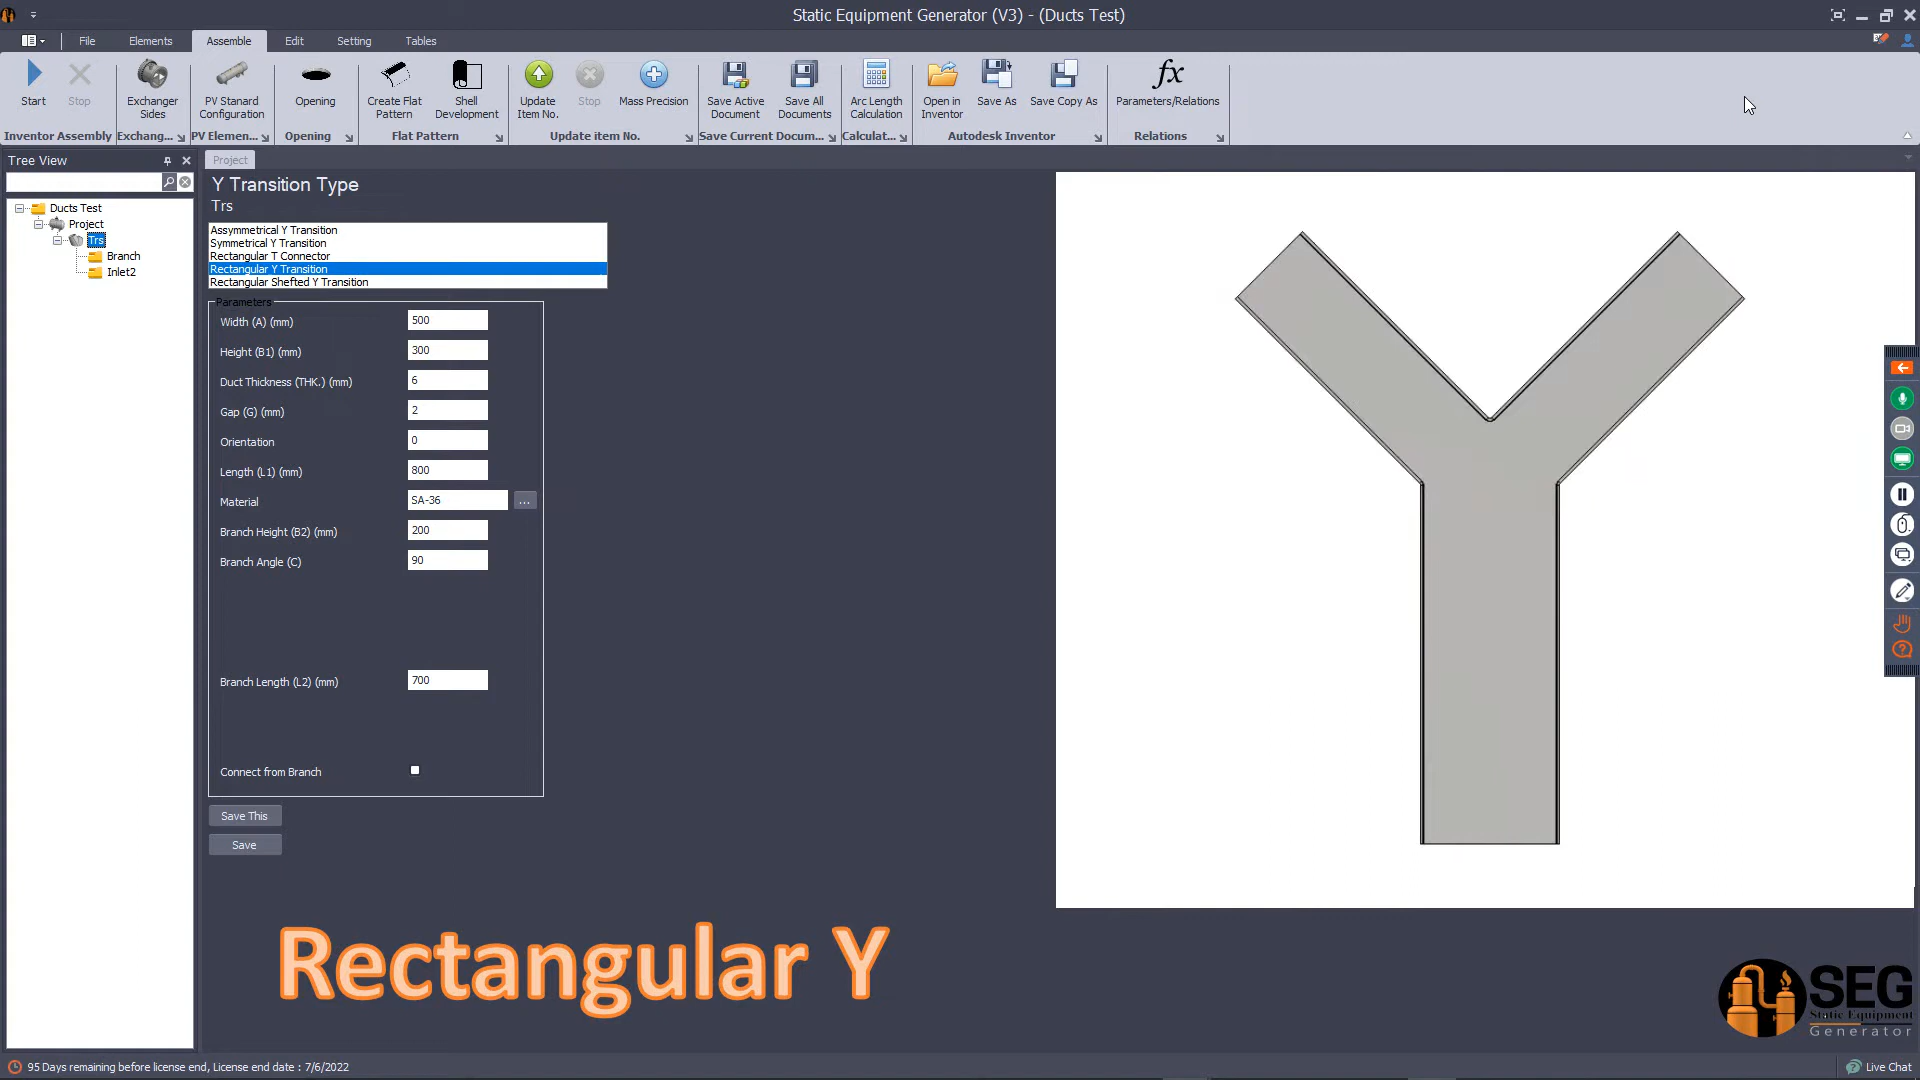 Static Equipment Generator (V3) - (Ducts Test)
File Elements Assemble Edit Setting Tables
Start Stop Exchanger Sides PV Stanard Configuration Opening Create Flat Pattern Shell Development Update Item No. Stop Mass Precision Save Active Document Save All Documents Arc Length Calculation Open in Inventor Save As Save Copy As fx Parameters/Relations
Inventor Assembly Exchang... PV Elemen... Opening Flat Pattern Update item No. Save Current Docum... Calculat... Autodesk Inventor Relations
Tree View
Project
Ducts Test
Project
Trs
Branch
Inlet2
Y Transition Type
Trs
Assymmetrical Y Transition
Symmetrical Y Transition
Rectangular T Connector
Rectangular Y Transition
Rectangular Shefted Y Transition
Parameters
Width (A) (mm) 500
Height (B1) (mm) 300
Duct Thickness (THK.) (mm) 6
Gap (G) (mm) 2
Orientation 0
Length (L1) (mm) 800
Material SA-36 ...
Branch Height (B2) (mm) 200
Branch Angle (C) 90
Branch Length (L2) (mm) 700
Connect from Branch
Save This
Save
Rectangular Y
SEG
Static Equipment
Generator
95 Days remaining before license end, License end date : 7/6/2022
Live Chat